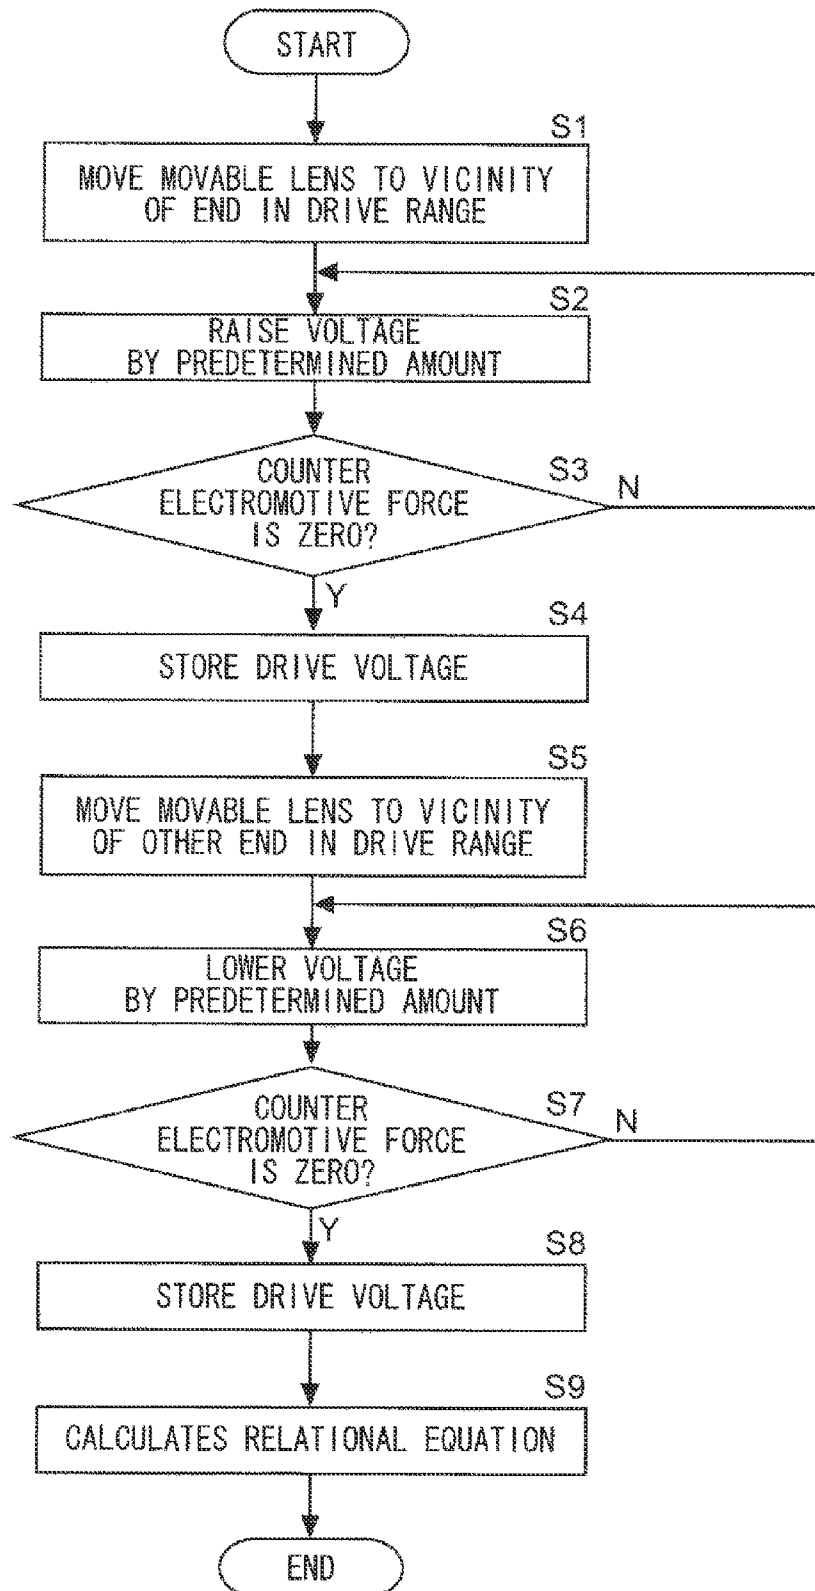 START
S1
MOVE MOVABLE LENS TO VICINITY
OF END IN DRIVE RANGE
S2
RAISE VOLTAGE
BY PREDETERMINED AMOUNT
S3
COUNTER
ELECTROMOTIVE FORCE
IS ZERO?
N
Y
S4
STORE DRIVE VOLTAGE
S5
MOVE MOVABLE LENS TO VICINITY
OF OTHER END IN DRIVE RANGE
S6
LOWER VOLTAGE
BY PREDETERMINED AMOUNT
S7
COUNTER
ELECTROMOTIVE FORCE
IS ZERO?
N
Y
S8
STORE DRIVE VOLTAGE
S9
CALCULATES RELATIONAL EQUATION
END